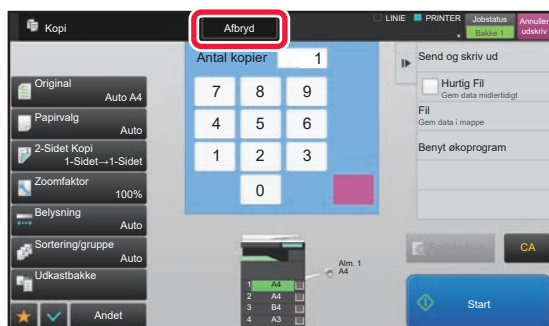 Kopi
Afbryd
LINIE
PRINTER
Jobstatus
Bakke 1
Annuller
udskriv.
Antal kopier
1
7 8 9
4 5 6
1 2 3
0
Original
Auto A4
Papirvalg
Auto
2-Sidet Kopi
1-Sidet→1-Sidet
Zoomfaktor
100%
Belysning
Auto
Sortering/gruppe
Auto
Udkastbakke
Andet
Send og skriv ud
Hurtig Fil
Gem data midlertidigt
Fil
Gem data i mappe
Benyt økoprogram
Alm. 1
A4
1 A4
2 A4
3 B4
4 A3
CA
Start